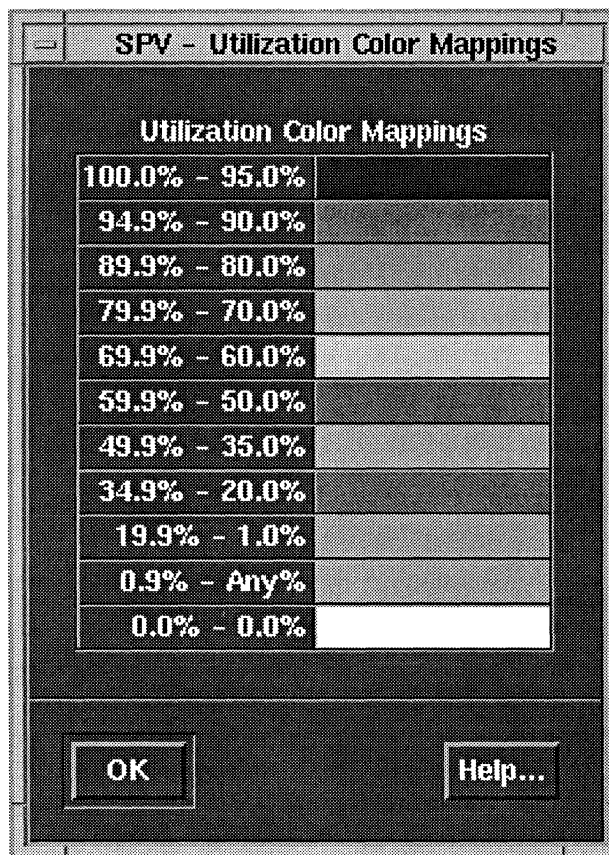 SPV - Utilization Color Mappings
Utilization Color Mappings
100.0% - 95.0%
94.9% - 90.0%
89.9% - 80.0%
79.9% - 70.0%
69.9% - 60.0%
59.9% - 50.0%
49.9% - 35.0%
34.9% - 20.0%
19.9% - 1.0%
0.9% - Any%
0.0% - 0.0%
OK
Help...